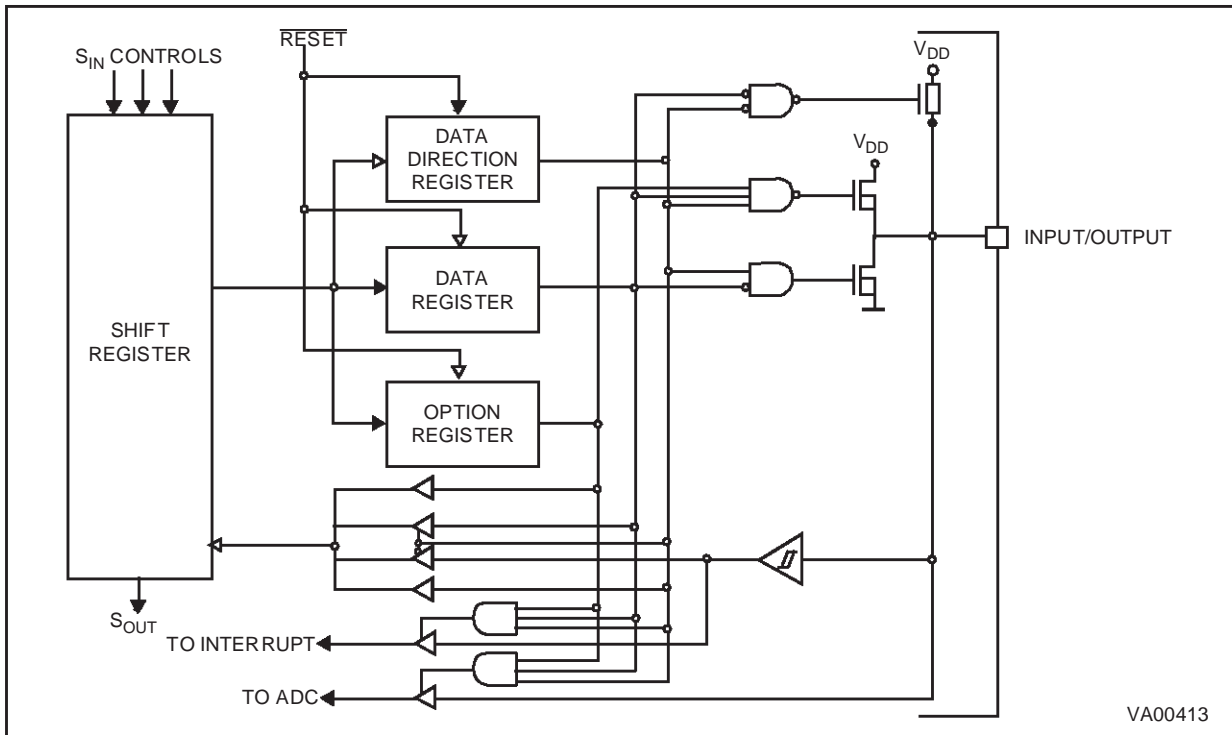 RESET
S_IN CONTROLS
V_DD
DATA
DIRECTION
REGISTER
V_DD
INPUT/OUTPUT
DATA
REGISTER
SHIFT
REGISTER
OPTION
REGISTER
S_OUT
TO INTERRUPT
TO ADC
VA00413